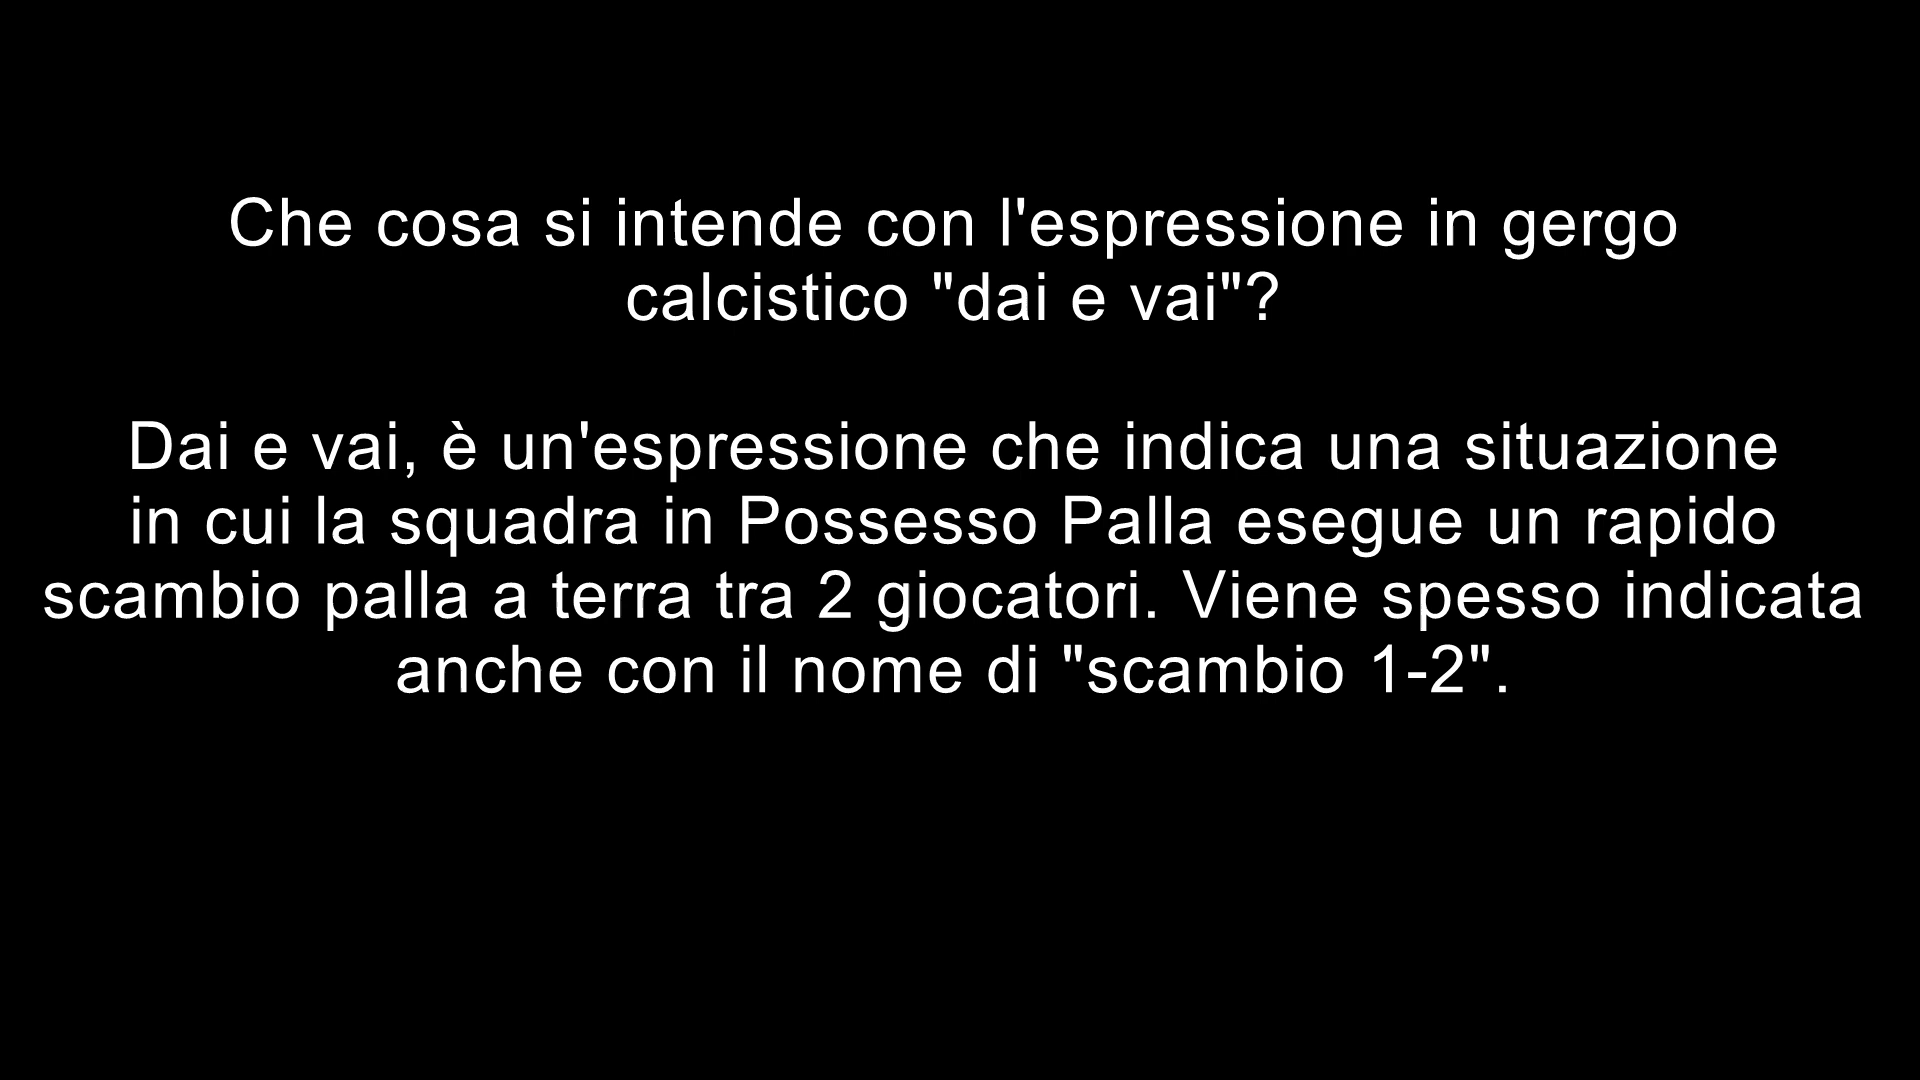 Che cosa si intende con l'espressione in gergo
calcistico "dai e vai"?
Dai e vai, è un'espressione che indica una situazione
in cui la squadra in Possesso Palla esegue un rapido
scambio palla a terra tra 2 giocatori. Viene spesso indicata
anche con il nome di "scambio 1-2".